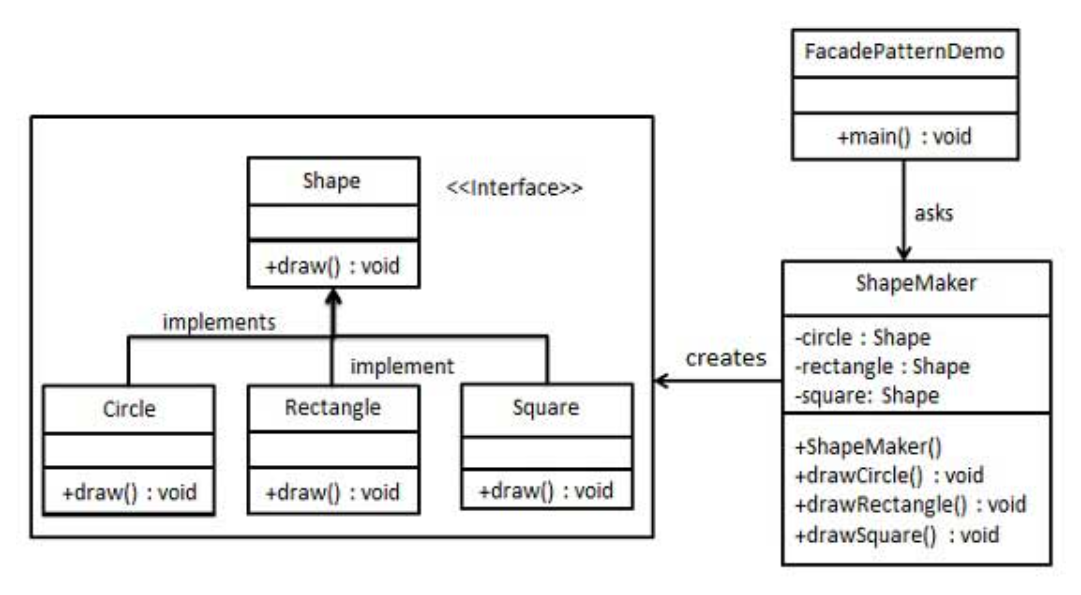 FacadePatternDemo
+main() : void
asks
Shape
<<Interface>>
+draw() : void
implements
implement
Circle
+draw() : void
Rectangle
+draw() : void
Square
+draw() : void
creates
ShapeMaker
-circle : Shape
-rectangle : Shape
-square: Shape
+ShapeMaker()
+drawCircle() : void
+drawRectangle() : void
+drawSquare() : void